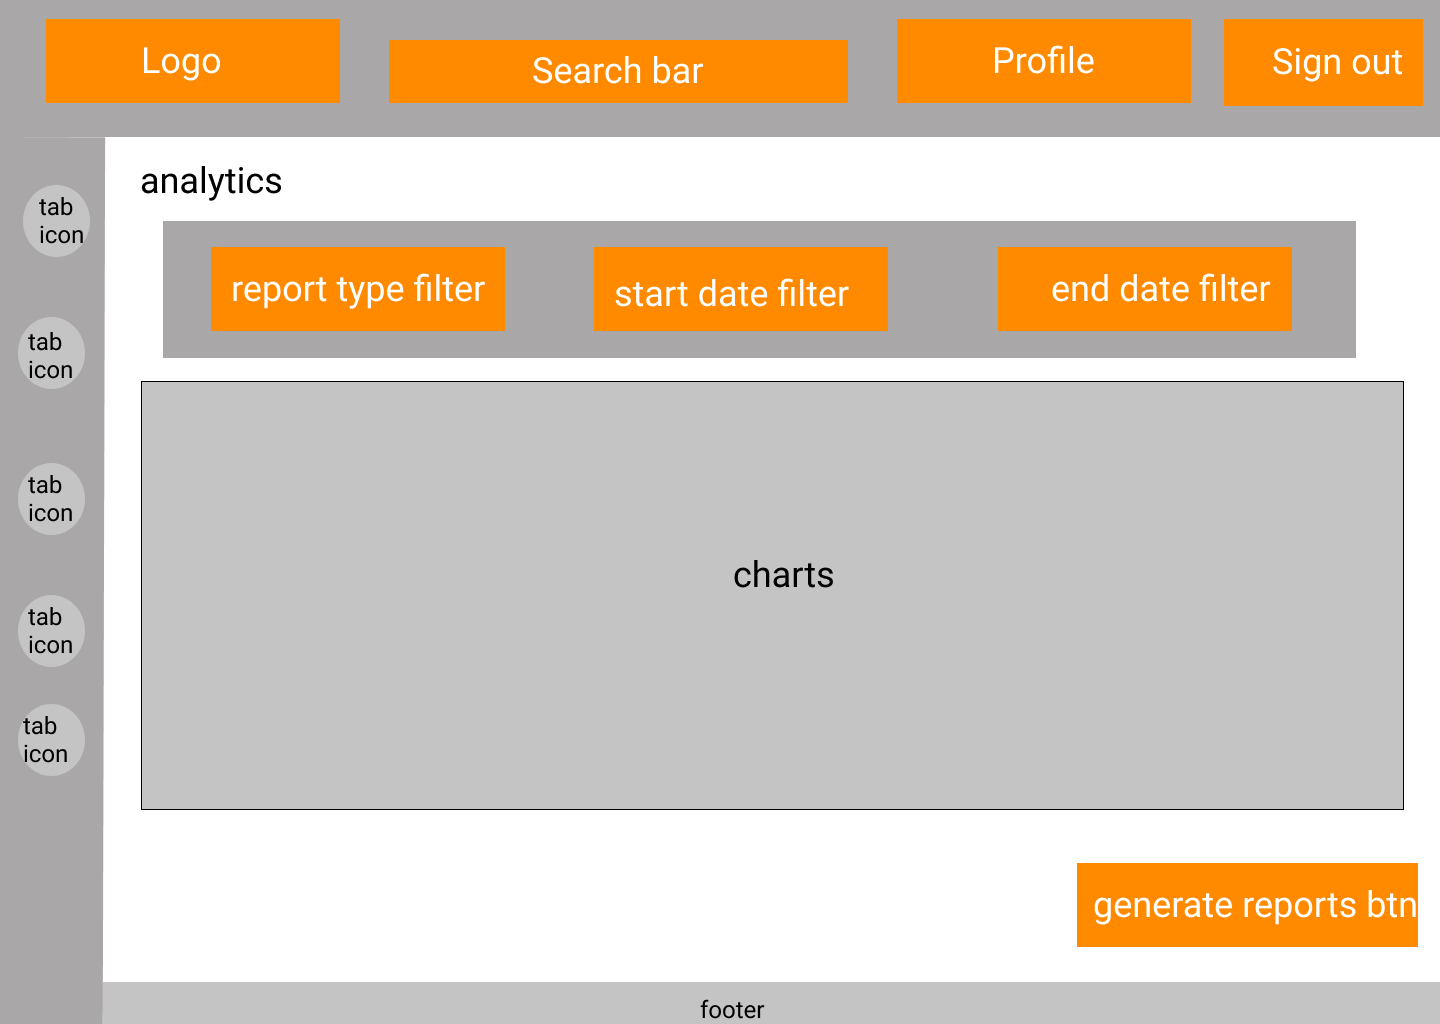 Logo
Search bar
Profile
Sign out
analytics
tab
icon
report type filter
start date filter
end date filter
tab
icon
tab
icon
charts
tab
icon
tab
icon
generate reports btn
footer